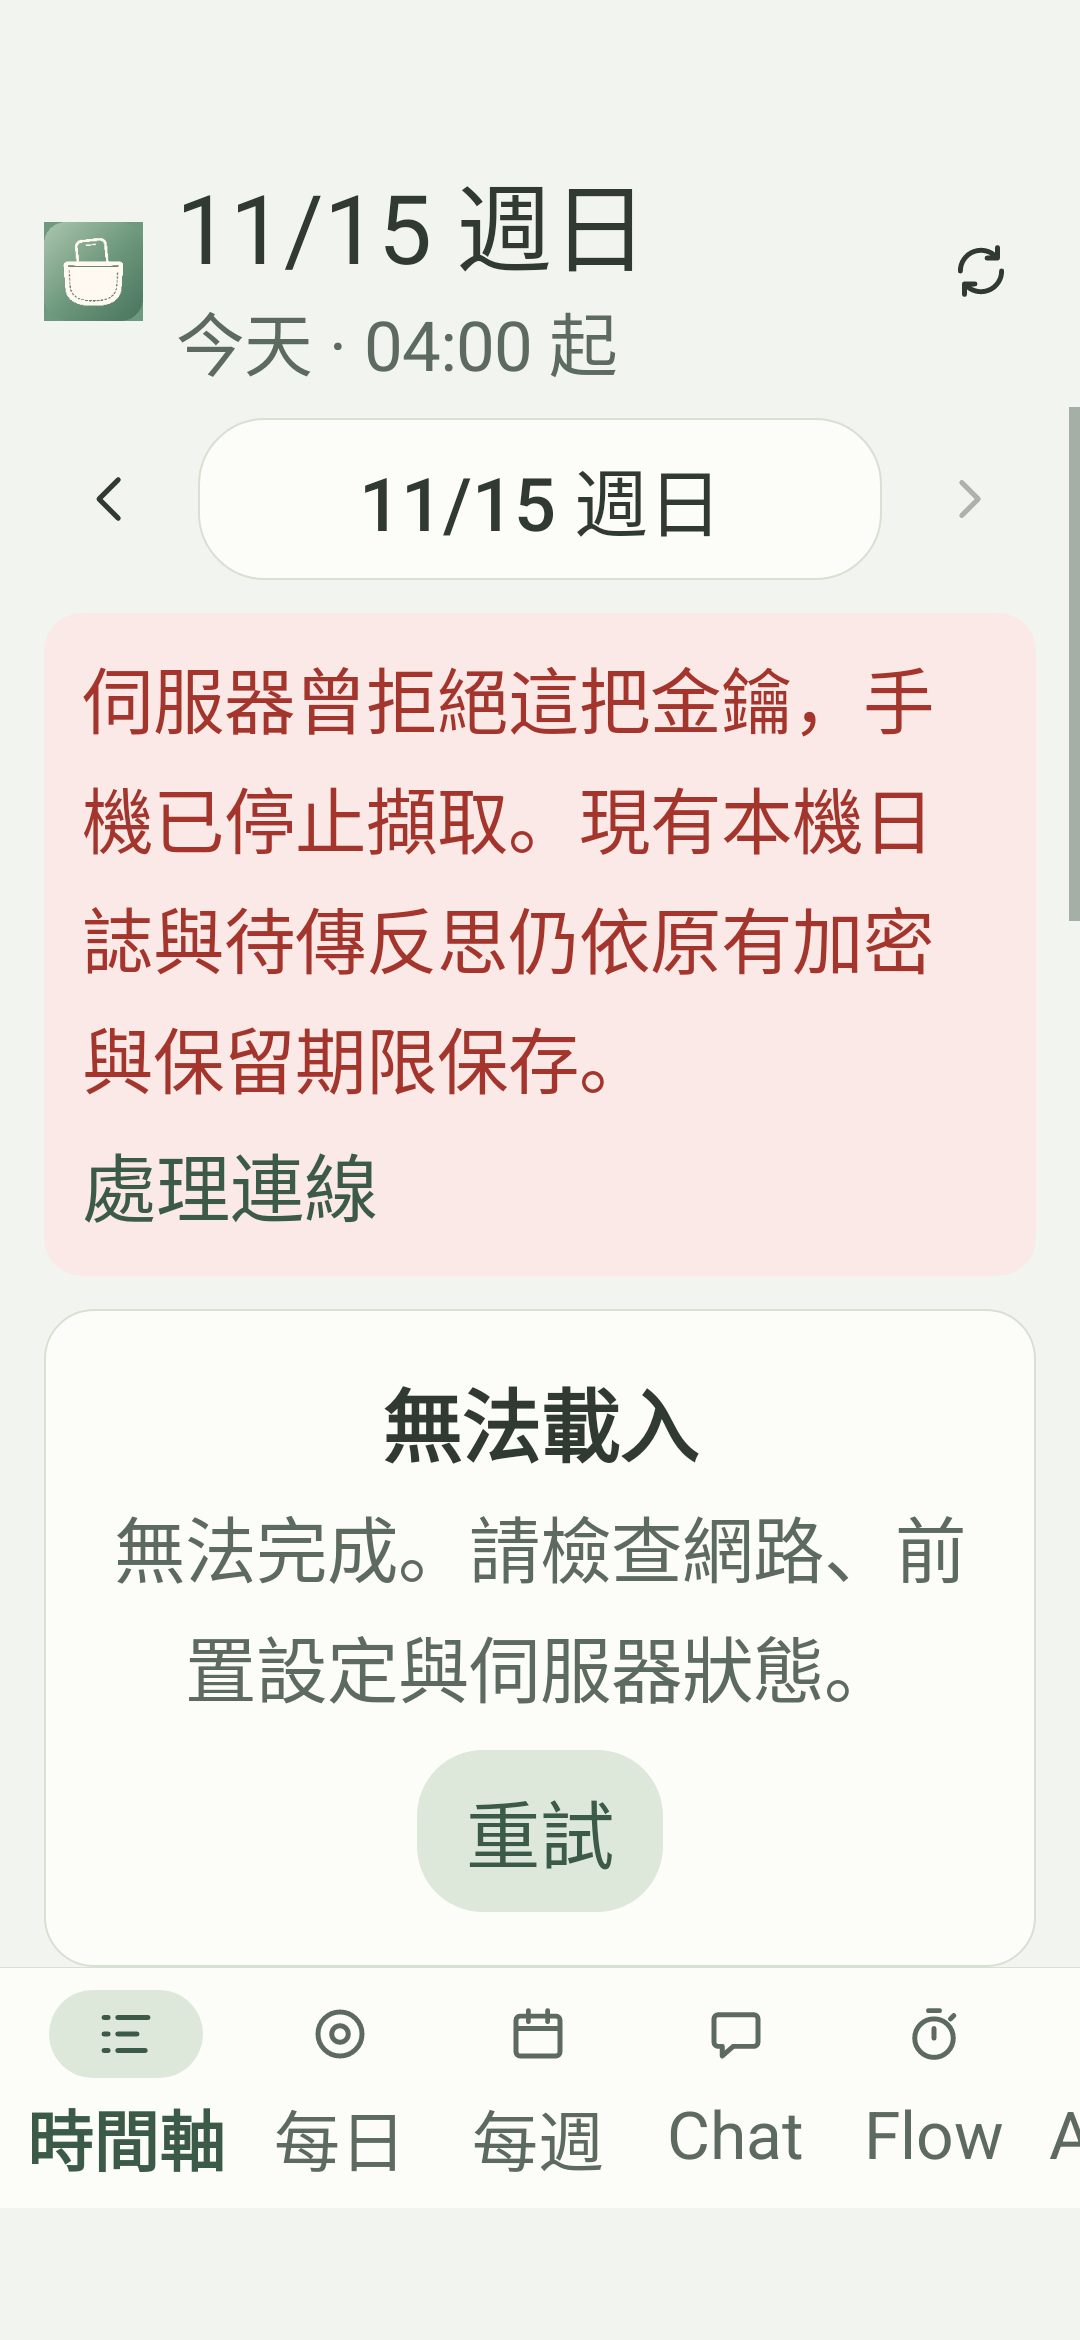 11/15 週日
今天 · 04:00 起
11/15 週日
伺服器曾拒絕這把金鑰，手
機已停止擷取。現有本機日
誌與待傳反思仍依原有加密
與保留期限保存。
處理連線
無法載入
無法完成。請檢查網路、前
置設定與伺服器狀態。
重試
時間軸
每日
每週
Chat
Flow